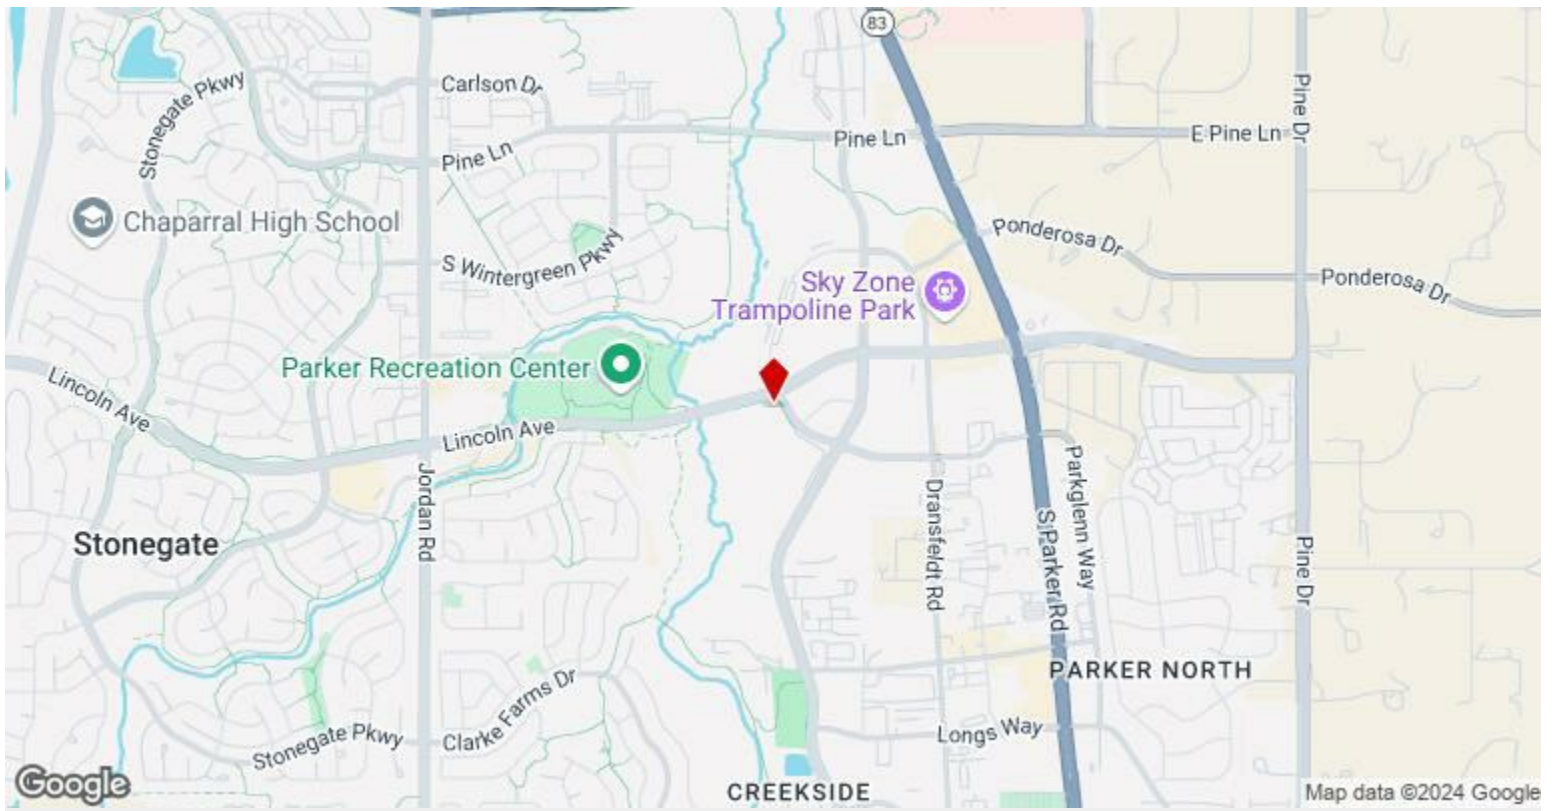 83
Carlson Dr
Stonegate Pkwy
Pine Dr
Pine Ln
E Pine Ln
Pine Ln
Chaparral High School
Ponderosa Dr
S Wintergreen Pkwy
Sky Zone
Trampoline Park
Ponderosa Dr
Parker Recreation Center
Lincoln Ave
Lincoln Ave
Jordan Rd
Parkglenn Way
Dransfeldt Rd
S Parker Rd
Stonegate
Pine Dr
PARKER NORTH
Clarke Farms Dr
Stonegate Pkwy
Longs Way
CREEKSIDE
Google
Map data ©2024 Google